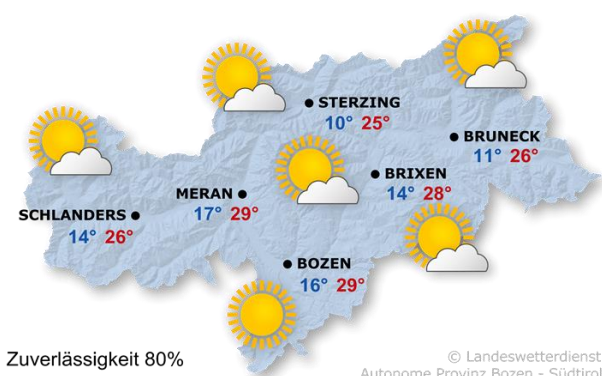 STERZING
10° 25°
BRUNECK
11° 26°
BRIXEN
14° 28°
MERAN
17° 29°
SCHLANDERS
14° 26°
BOZEN
16° 29°
Zuverlässigkeit 80%
© Landeswetterdienst
Autonome Provinz Bozen - Südtirol